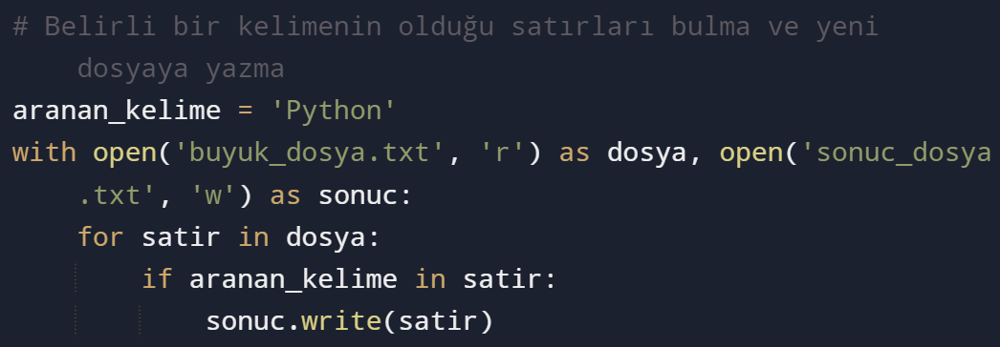 # Belirli bir kelimenin olduğu satırları bulma ve yeni
dosyaya yazma
aranan_kelime = 'Python'
with open('buyuk_dosya.txt', 'r') as dosya, open('sonuc_dosya
.txt', 'w') as sonuc:
for satir in dosya:
if aranan_kelime in satir:
sonuc.write(satir)